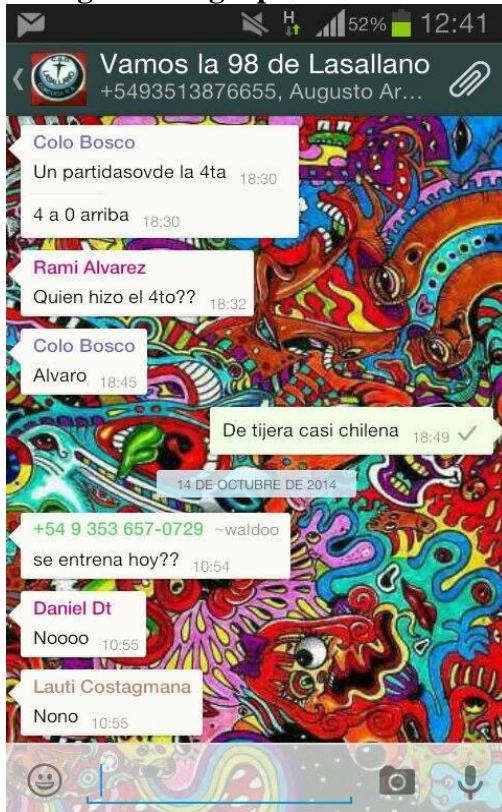 H
52% 12:41
Vamos la 98 de Lasallano
+5493513876655, Augusto Ar...
LASALLANO
Colo Bosco
Un partidasovde la 4ta 18:30
4 a 0 arriba 18:30
Rami Alvarez
Quien hizo el 4to?? 18:32
Colo Bosco
Alvaro 18:45
De tijera casi chilena 18:49
14 DE OCTUBRE DE 2014
+54 9 353 657-0729 ~waldoo
se entrena hoy?? 10:54
Daniel Dt
Noooo 10:55
Lauti Costagmana
Nono 10:55